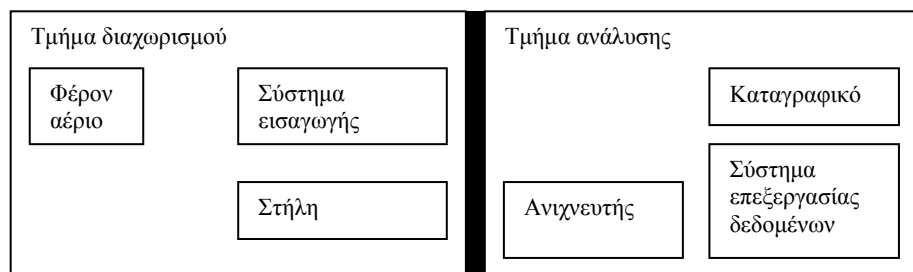 Τμήμα διαχωρισμού
Φέρον
αέριο
Σύστημα
εισαγωγής
Στήλη
Τμήμα ανάλυσης
Καταγραφικό
Ανιχνευτής
Σύστημα
επεξεργασίας
δεδομένων